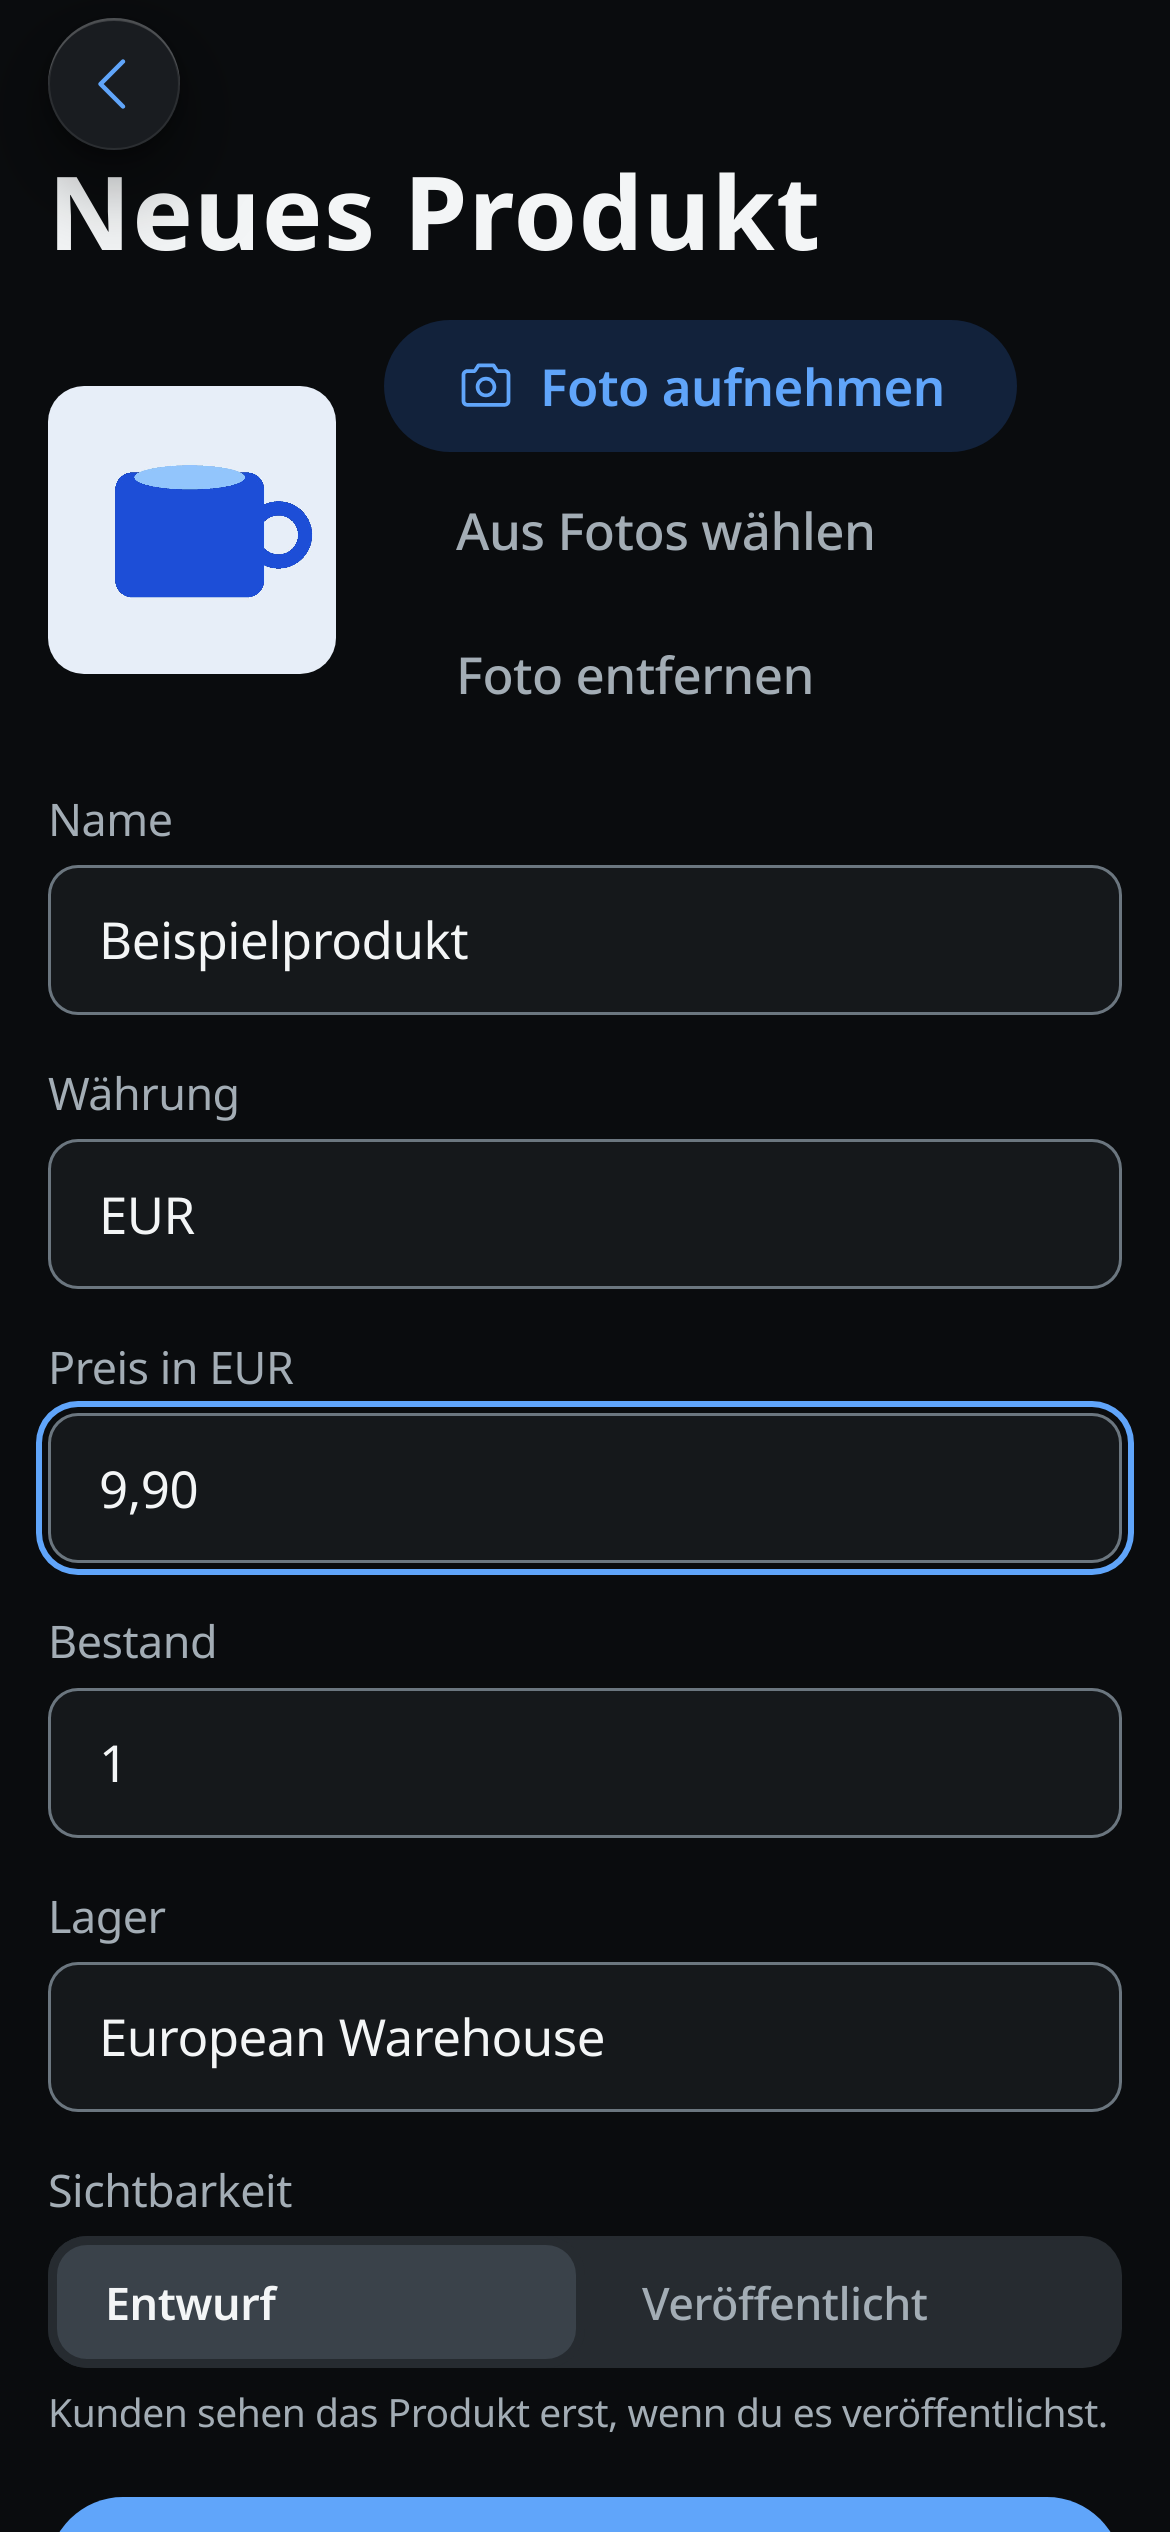 Neues Produkt
Foto aufnehmen
Aus Fotos wählen
Foto entfernen
Name
Beispielprodukt
Währung
EUR
Preis in EUR
9,90
Bestand
1
Lager
European Warehouse
Sichtbarkeit
Entwurf
Veröffentlicht
Kunden sehen das Produkt erst, wenn du es veröffentlichst.